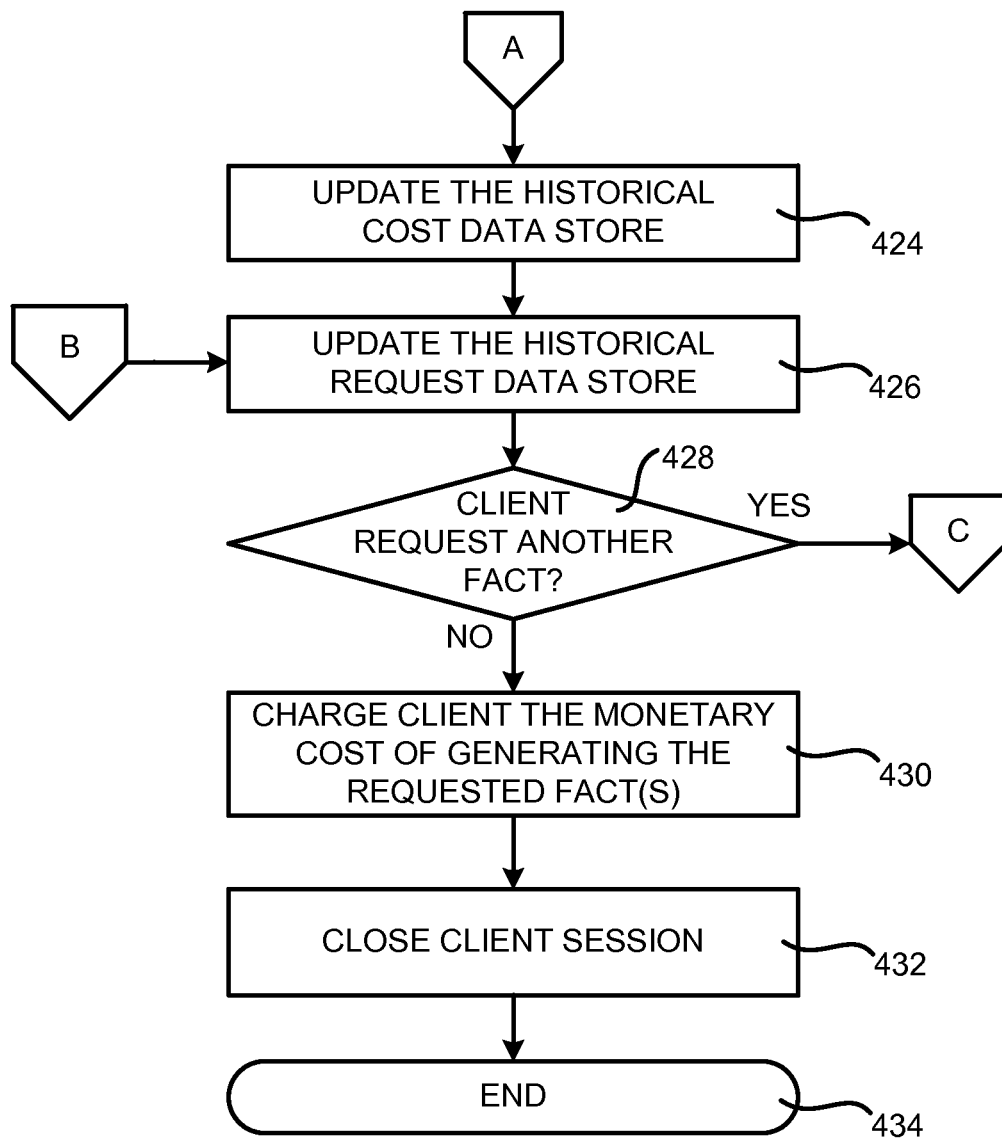 A
UPDATE THE HISTORICAL
COST DATA STORE
424
B
UPDATE THE HISTORICAL
REQUEST DATA STORE
426
428
CLIENT
REQUEST ANOTHER
FACT?
YES
C
NO
CHARGE CLIENT THE MONETARY
COST OF GENERATING THE
REQUESTED FACT(S)
430
CLOSE CLIENT SESSION
432
END
434